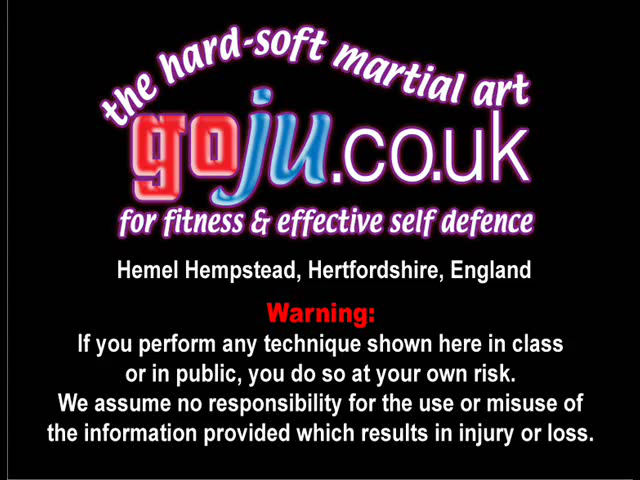 the hard-soft martial art
goju.co.uk
for fitness & effective self defence
Hemel Hempstead, Hertfordshire, England
Warning:
If you perform any technique shown here in class
or in public, you do so at your own risk.
We assume no responsibility for the use or misuse of
the information provided which results in injury or loss.